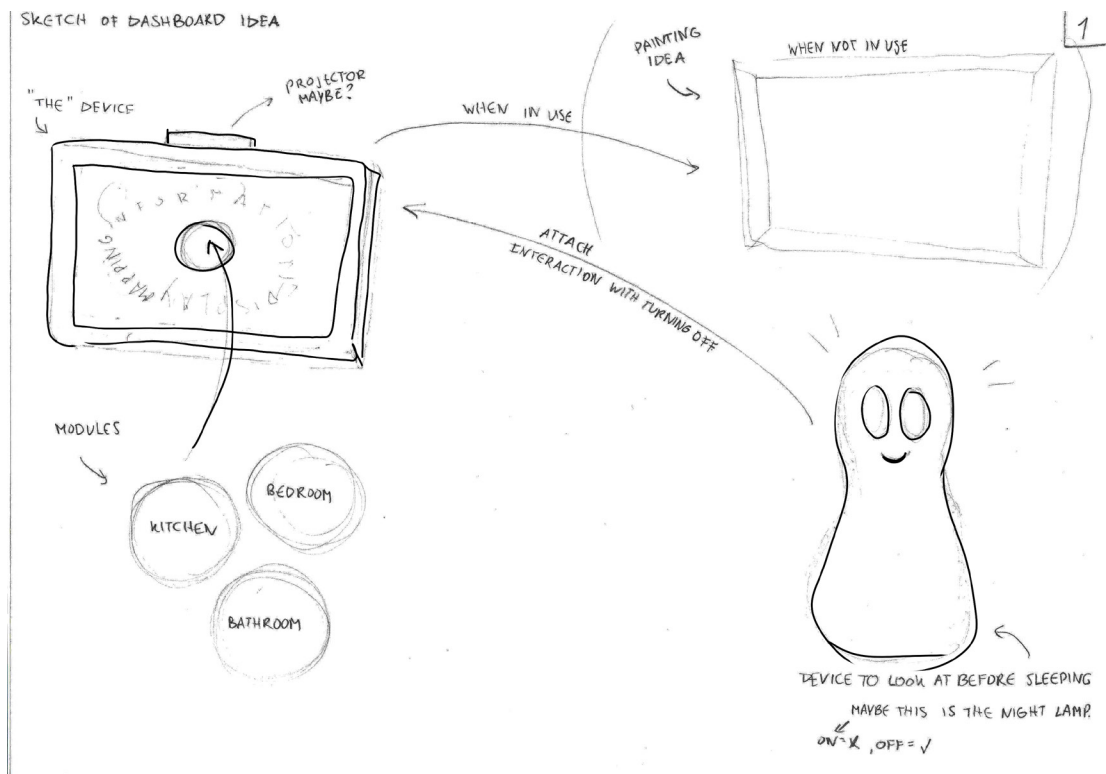 SKETCH OF DASHBOARD IDEA
1
"THE" DEVICE
PROJECTOR
MAYBE?
WHEN IN USE
PAINTING
IDEA
WHEN NOT IN USE
INFORMATION
DISPLAY
MAPPING
ATTACH
INTERACTION WITH TURNING OFF
MODULES
KITCHEN
BEDROOM
BATHROOM
DEVICE TO LOOK AT BEFORE SLEEPING
MAYBE THIS IS THE NIGHT LAMP.
ON=X, OFF=√